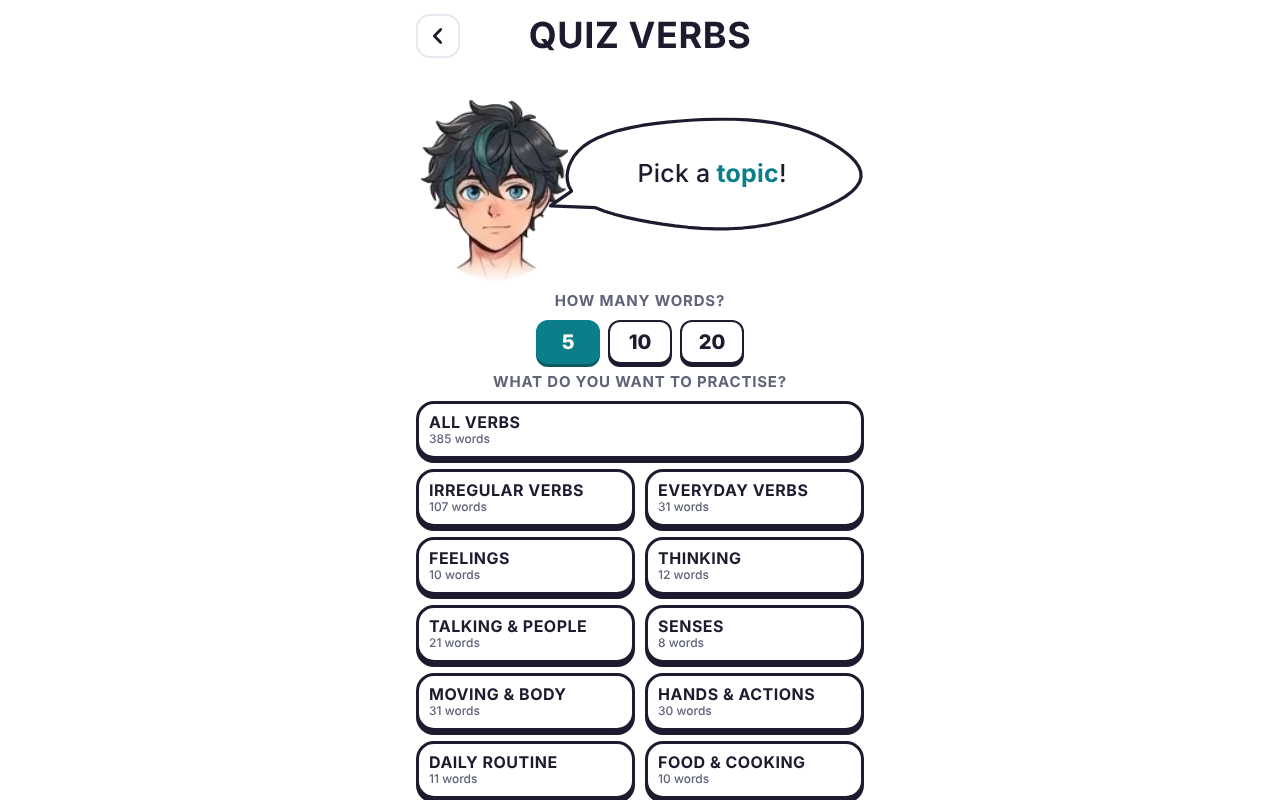 QUIZ VERBS
Pick a topic!
HOW MANY WORDS?
5 10 20
WHAT DO YOU WANT TO PRACTISE?
ALL VERBS
385 words
IRREGULAR VERBS
107 words
EVERYDAY VERBS
31 words
FEELINGS
10 words
THINKING
12 words
TALKING & PEOPLE
21 words
SENSES
8 words
MOVING & BODY
31 words
HANDS & ACTIONS
30 words
DAILY ROUTINE
11 words
FOOD & COOKING
10 words